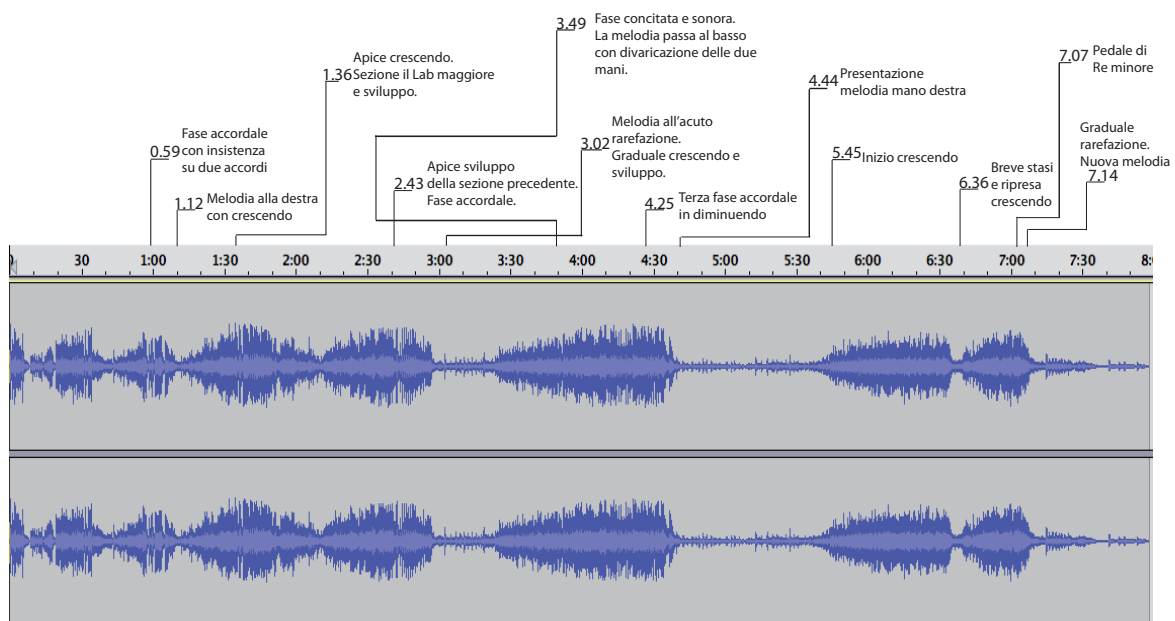 0.59
Fase accordale
con insistenza
su due accordi
1.12
Melodia alla destra
con crescendo
1.36
Apice crescendo.
Sezione il Lab maggiore
e sviluppo.
2.43
Apice sviluppo
della sezione precedente.
Fase accordale.
3.49
Fase concitata e sonora.
La melodia passa al basso
con divaricazione delle due
mani.
3.02
Melodia all'acuto
rarefazione.
Graduale crescendo e
sviluppo.
4.25
Terza fase accordale
in diminuendo
4.44
Presentazione
melodia mano destra
5.45
Inizio crescendo
6.36
Breve stasi
e ripresa
crescendo
7.07
Pedale di
Re minore
Graduale
rarefazione.
Nuova melodia
7.14
30 1:00 1:30 2:00 2:30 3:00 3:30 4:00 4:30 5:00 5:30 6:00 6:30 7:00 7:30